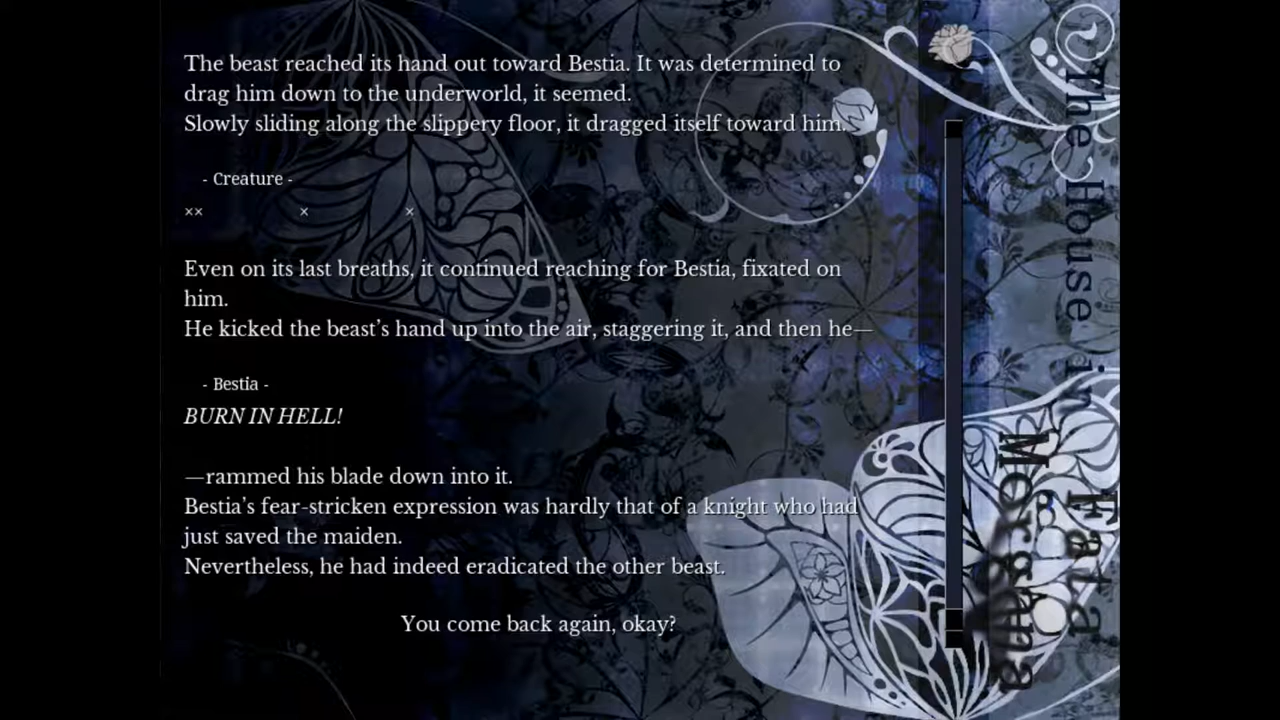 The beast reached its hand out toward Bestia. It was determined to
drag him down to the underworld, it seemed.
Slowly sliding along the slippery floor, it dragged itself toward him.
- Creature -
×× × ×
Even on its last breaths, it continued reaching for Bestia, fixated on
him.
He kicked the beast’s hand up into the air, staggering it, and then he—
- Bestia -
BURN IN HELL!
—rammed his blade down into it.
Bestia’s fear-stricken expression was hardly that of a knight who had
just saved the maiden.
Nevertheless, he had indeed eradicated the other beast.
You come back again, okay?
The House in
Fata
Morgana